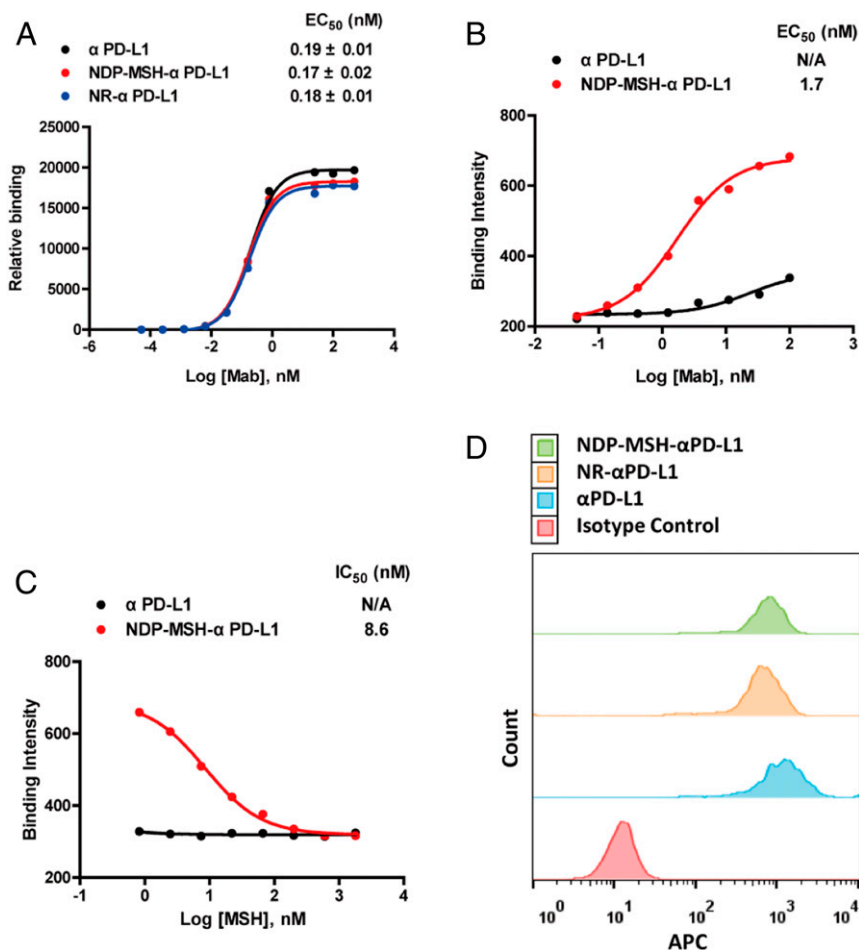 A
EC50 (nM)
α PD-L1 0.19 ± 0.01
NDP-MSH-α PD-L1 0.17 ± 0.02
NR-α PD-L1 0.18 ± 0.01
25000
20000
15000
10000
5000
0
Relative binding
-6 -4 -2 0 2 4
Log [Mab], nM
B
EC50 (nM)
α PD-L1 N/A
NDP-MSH-α PD-L1 1.7
800
600
400
200
Binding Intensity
-2 -1 0 1 2 3
Log [Mab], nM
C
IC50 (nM)
α PD-L1 N/A
NDP-MSH-α PD-L1 8.6
800
600
400
200
Binding Intensity
-1 0 1 2 3 4
Log [MSH], nM
D
NDP-MSH-αPD-L1
NR-αPD-L1
αPD-L1
Isotype Control
Count
10^0 10^1 10^2 10^3 10^4
APC